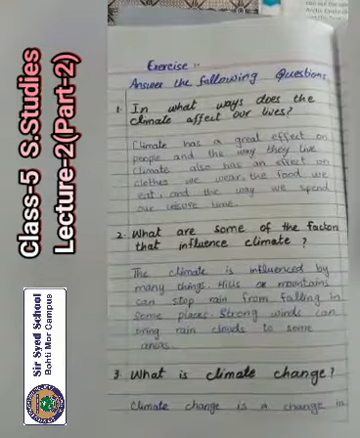 Class-5 S.Studies
Lecture-2(Part-2)
Sir Syed School
Bohti Mor Campus
Exercise :-
Answer the following Questions
1. In what ways does the
climate affect our lives?
Climate has a great effect on
people and the way they live
Climate also has an effect on
clothes we wear, the food we
eat, and the way we spend
our leisure time.
2. What are some of the factors
that influence climate ?
The climate is influenced by
many things. Hills or mountains
can stop rain from falling in
some places. Strong winds can
bring rain clouds to some
areas.
3. What is climate change?
Climate change is a change in